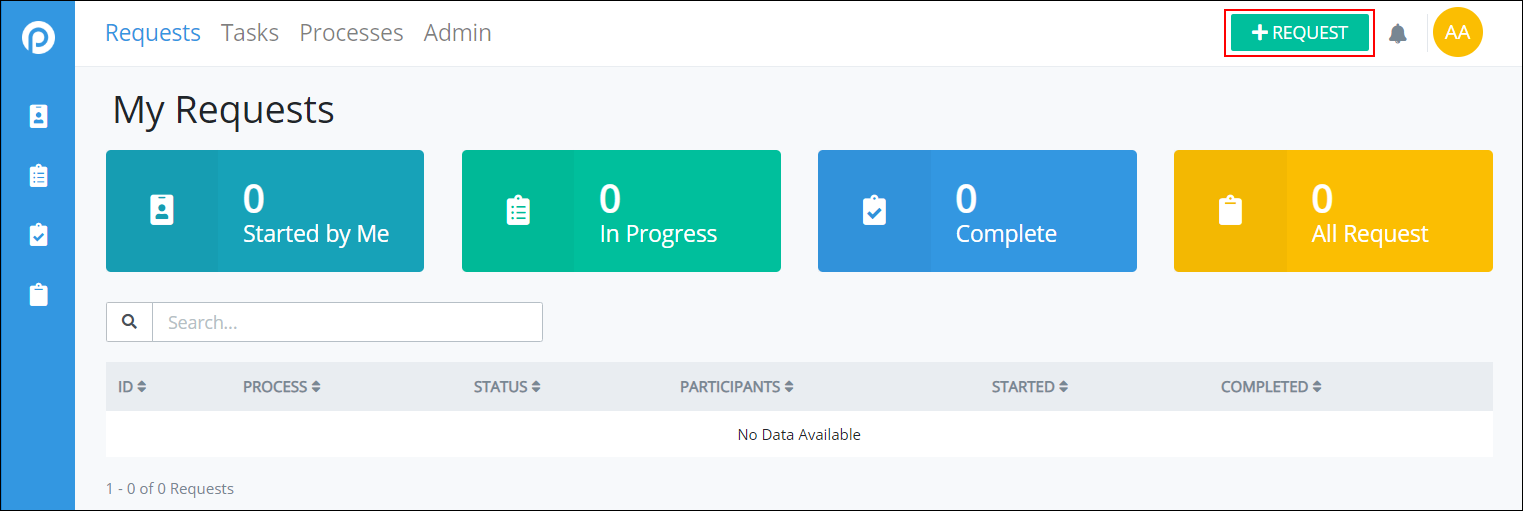 Requests Tasks Processes Admin
REQUEST
AA
My Requests
0
Started by Me
0
In Progress
0
Complete
0
All Request
Search...
ID PROCESS STATUS PARTICIPANTS STARTED COMPLETED
No Data Available
1 - 0 of 0 Requests